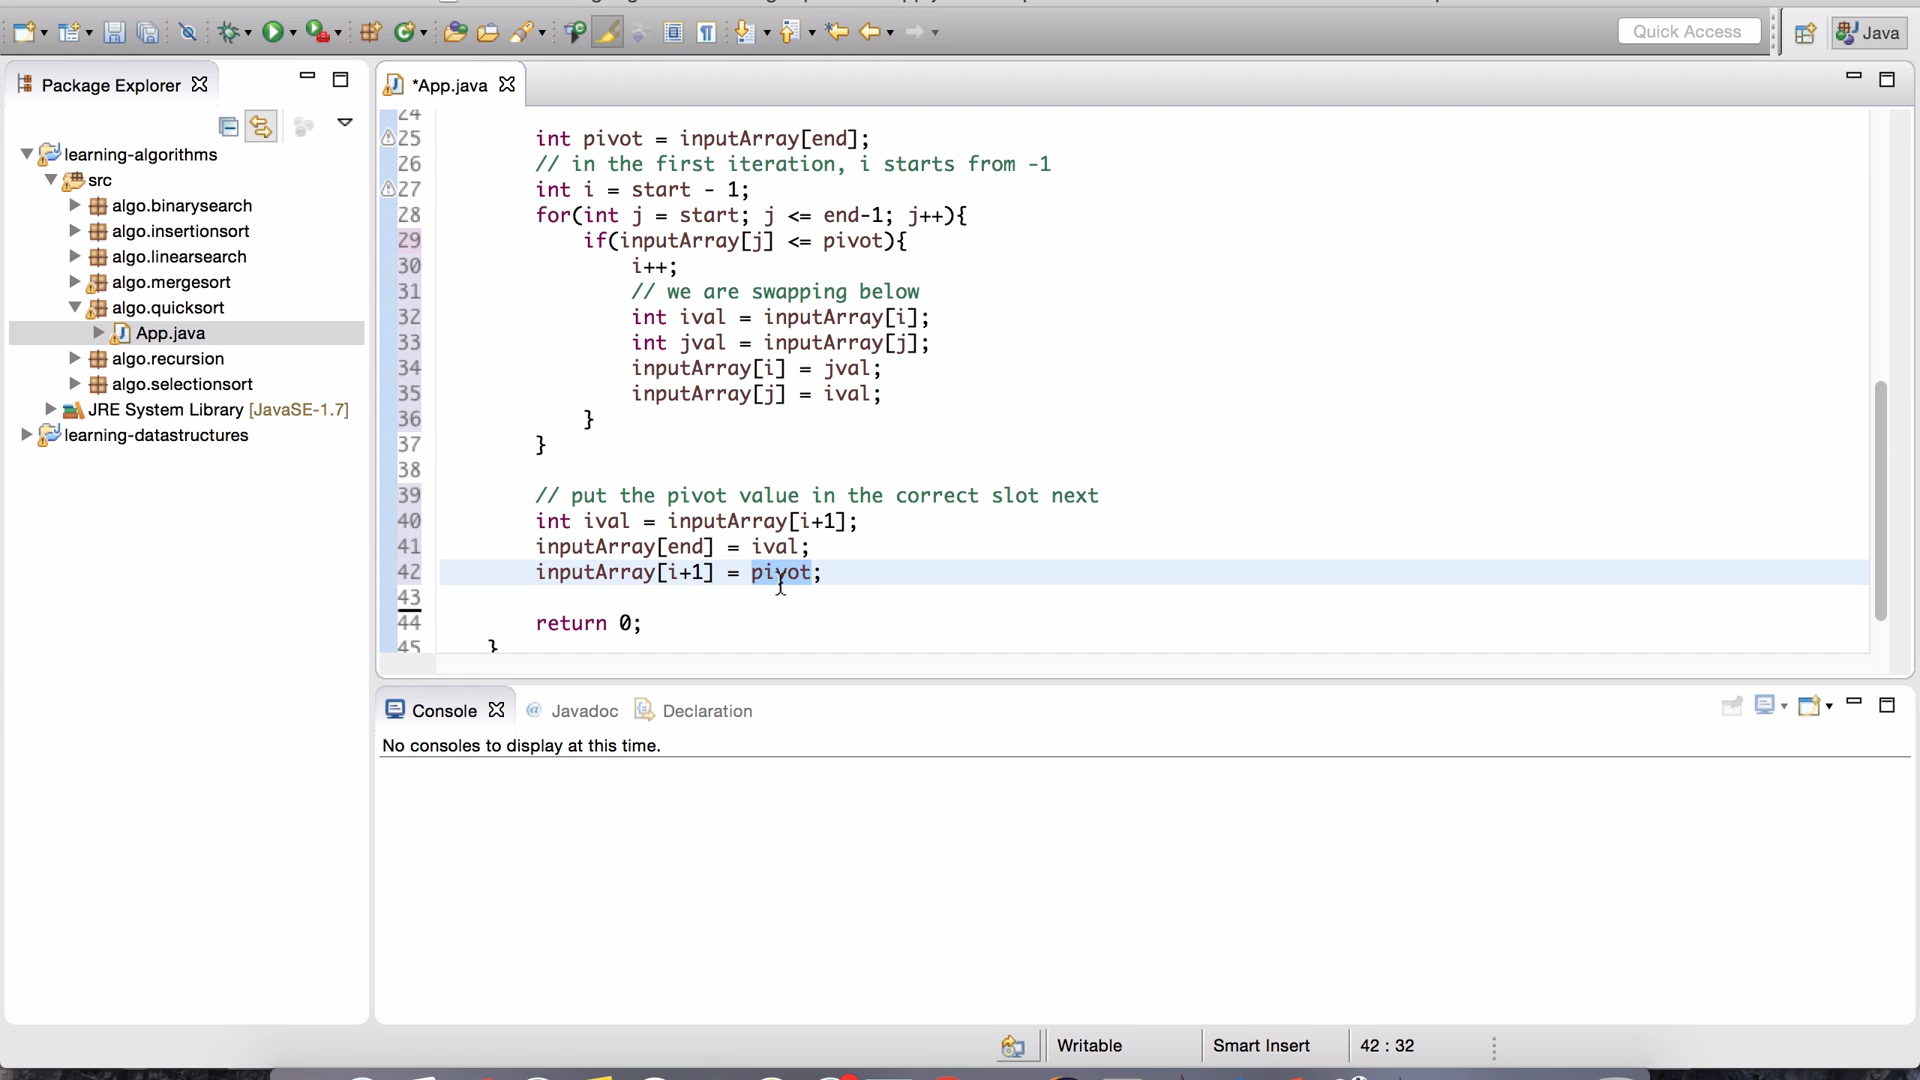 Quick Access
Java
Package Explorer
learning-algorithms
src
algo.binarysearch
algo.insertionsort
algo.linearsearch
algo.mergesort
algo.quicksort
App.java
algo.recursion
algo.selectionsort
JRE System Library [JavaSE-1.7]
learning-datastructures
*App.java
24
25 int pivot = inputArray[end];
26 // in the first iteration, i starts from -1
27 int i = start - 1;
28 for(int j = start; j <= end-1; j++){
29 if(inputArray[j] <= pivot){
30 i++;
31 // we are swapping below
32 int ival = inputArray[i];
33 int jval = inputArray[j];
34 inputArray[i] = jval;
35 inputArray[j] = ival;
36 }
37 }
38
39 // put the pivot value in the correct slot next
40 int ival = inputArray[i+1];
41 inputArray[end] = ival;
42 inputArray[i+1] = pivot;
43
44 return 0;
45 }
Console
@ Javadoc
Declaration
No consoles to display at this time.
Writable
Smart Insert
42 : 32